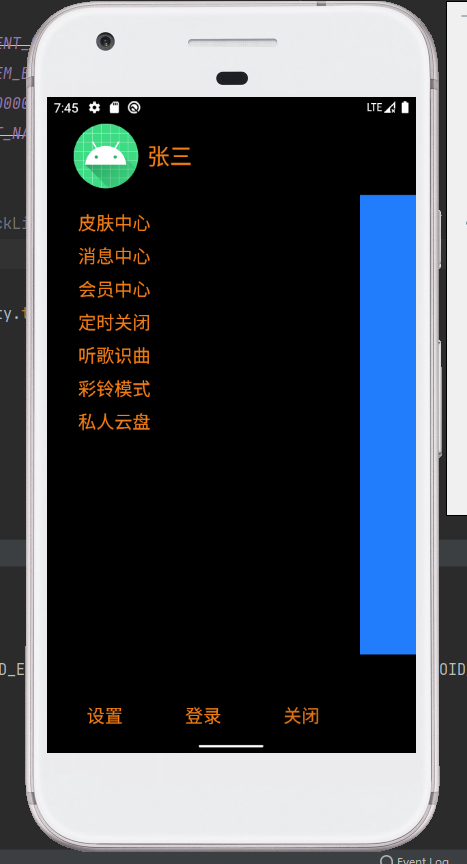 ENT_
EM_E
0000
T_NA
7:45
LTE
张三
ckLi
皮肤中心
消息中心
会员中心
ty.
定时关闭
听歌识曲
彩铃模式
私人云盘
D_E
OID
设置 登录 关闭
Event Log